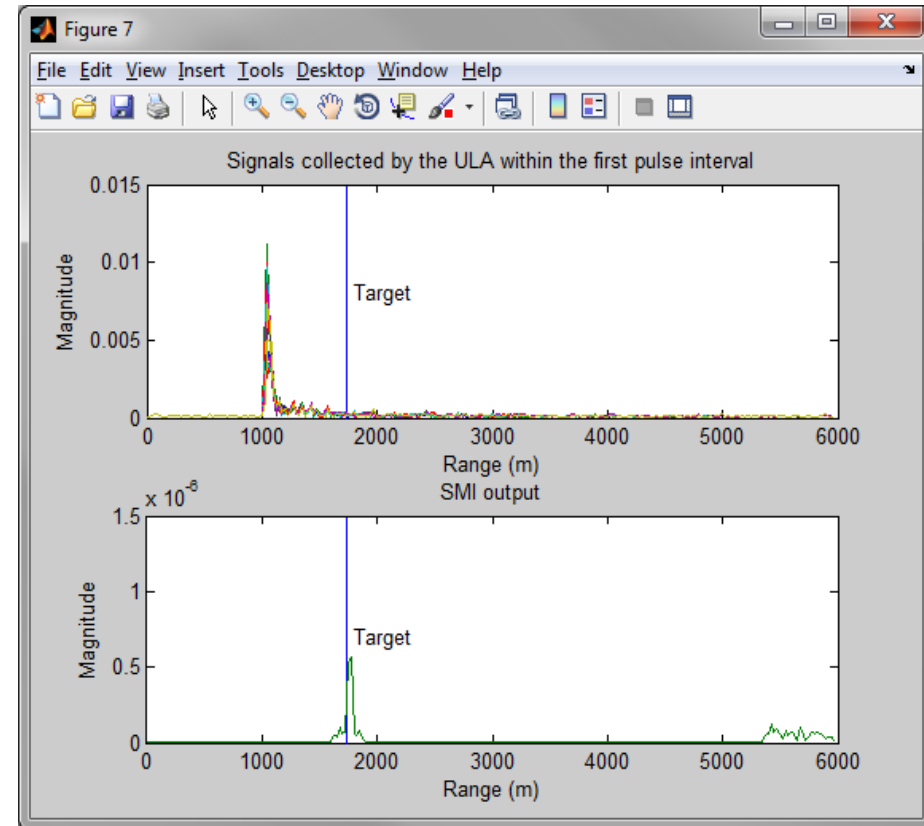 Figure 7
File Edit View Insert Tools Desktop Window Help
Signals collected by the ULA within the first pulse interval
0.015
0.01
0.005
0
Magnitude
Target
0 1000 2000 3000 4000 5000 6000
Range (m)
SMI output
x 10^-6
1.5
1
0.5
0
Magnitude
Target
0 1000 2000 3000 4000 5000 6000
Range (m)